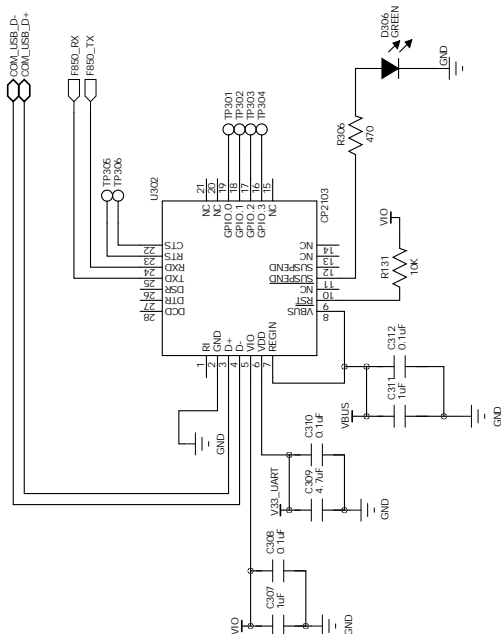 COM_USB_D-
COM_USB_D+
F850_RX
F850_TX
TP305
TP306
TP301
TP302
TP303
TP304
D306
GREEN
GND
R306
470
U302
CP2103
21
NC
20
NC
19
GPIO.0
18
GPIO.1
17
GPIO.2
16
GPIO.3
15
NC
22
CTS
23
RTS
24
RXD
25
TXD
26
DSR
27
DTR
28
DCD
14
NC
13
NC
12
SUSPEND
11
SUSPEND
10
NC
9
RST
8
VBUS
1
RI
2
GND
3
D+
4
D-
5
VIO
6
VDD
7
REGIN
GND
VIO
R131
10K
C312
0.1uF
C311
1uF
VBUS
GND
C310
0.1uF
C309
4.7uF
V33_UART
GND
C308
0.1uF
C307
1uF
VIO
GND